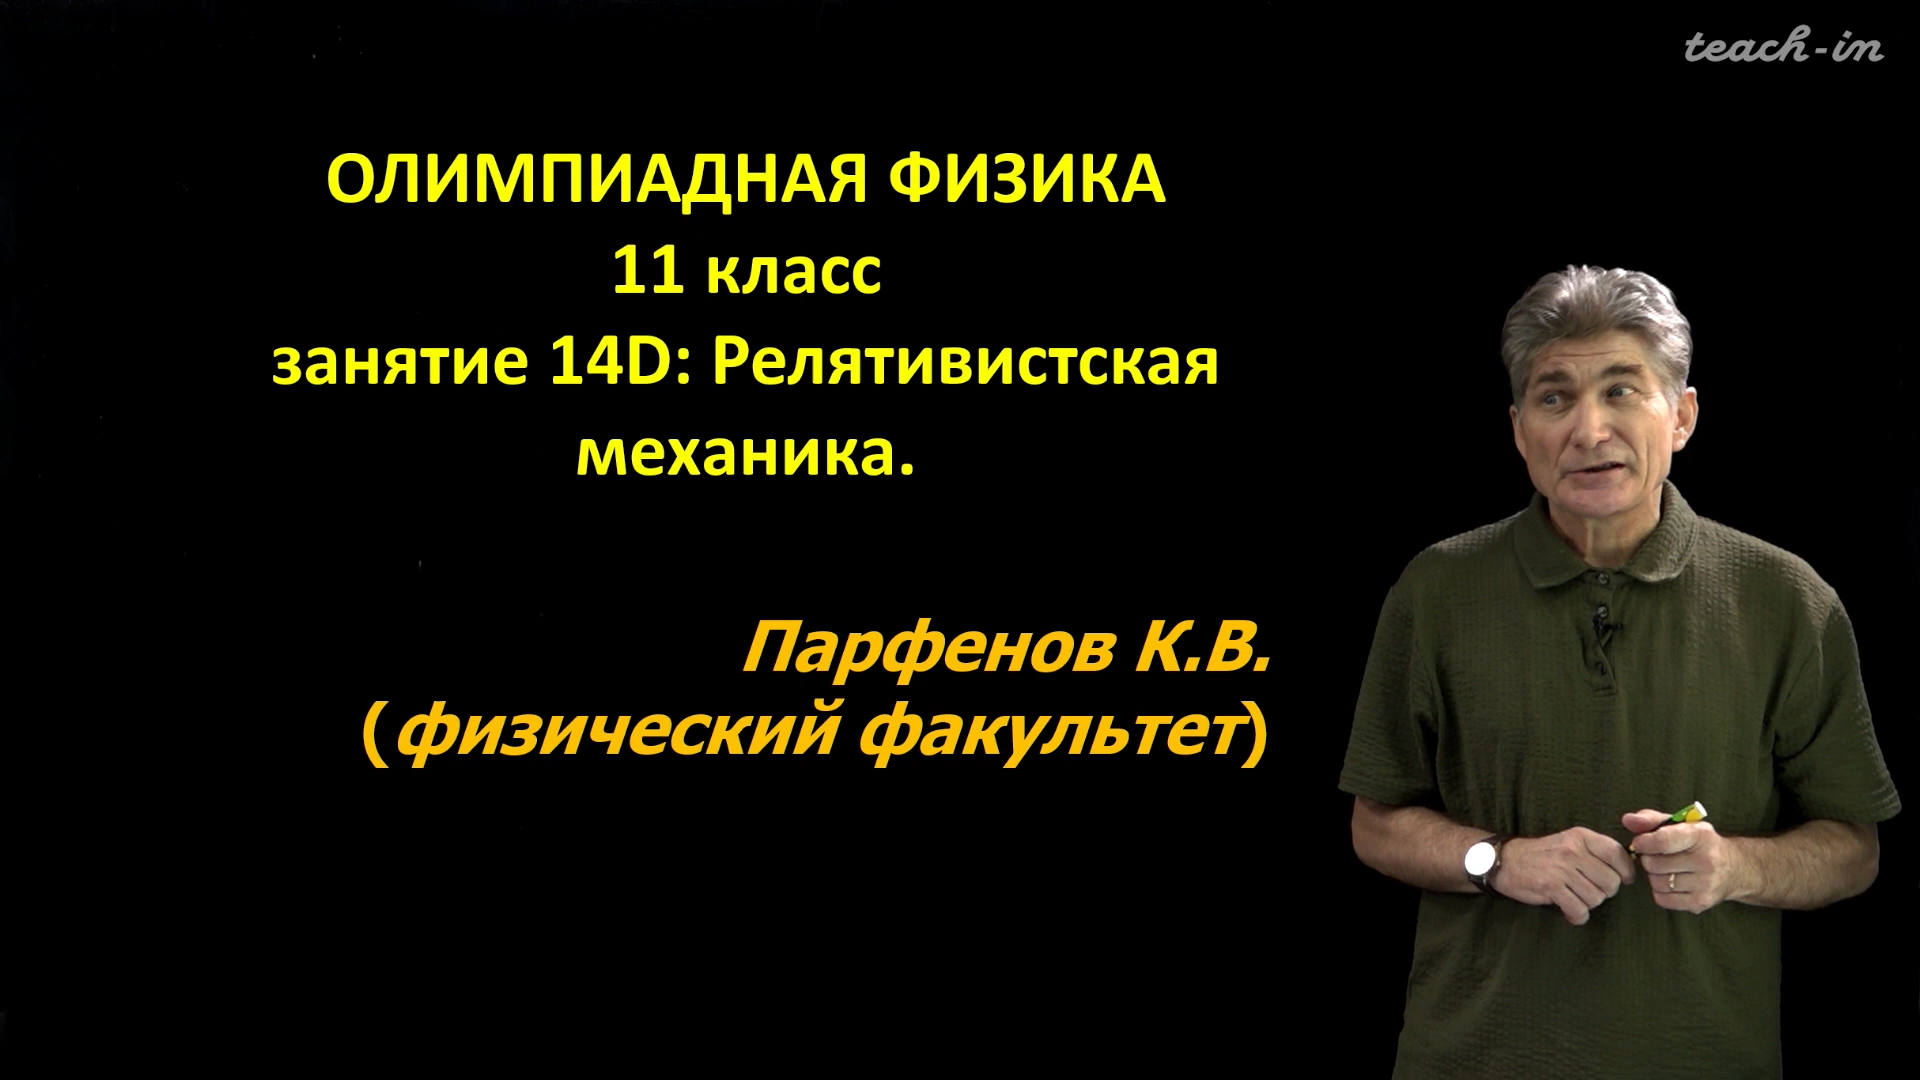 teach-in
ОЛИМПИАДНАЯ ФИЗИКА
11 класс
занятие 14D: Релятивистская
механика.
Парфенов К.В.
(физический факультет)